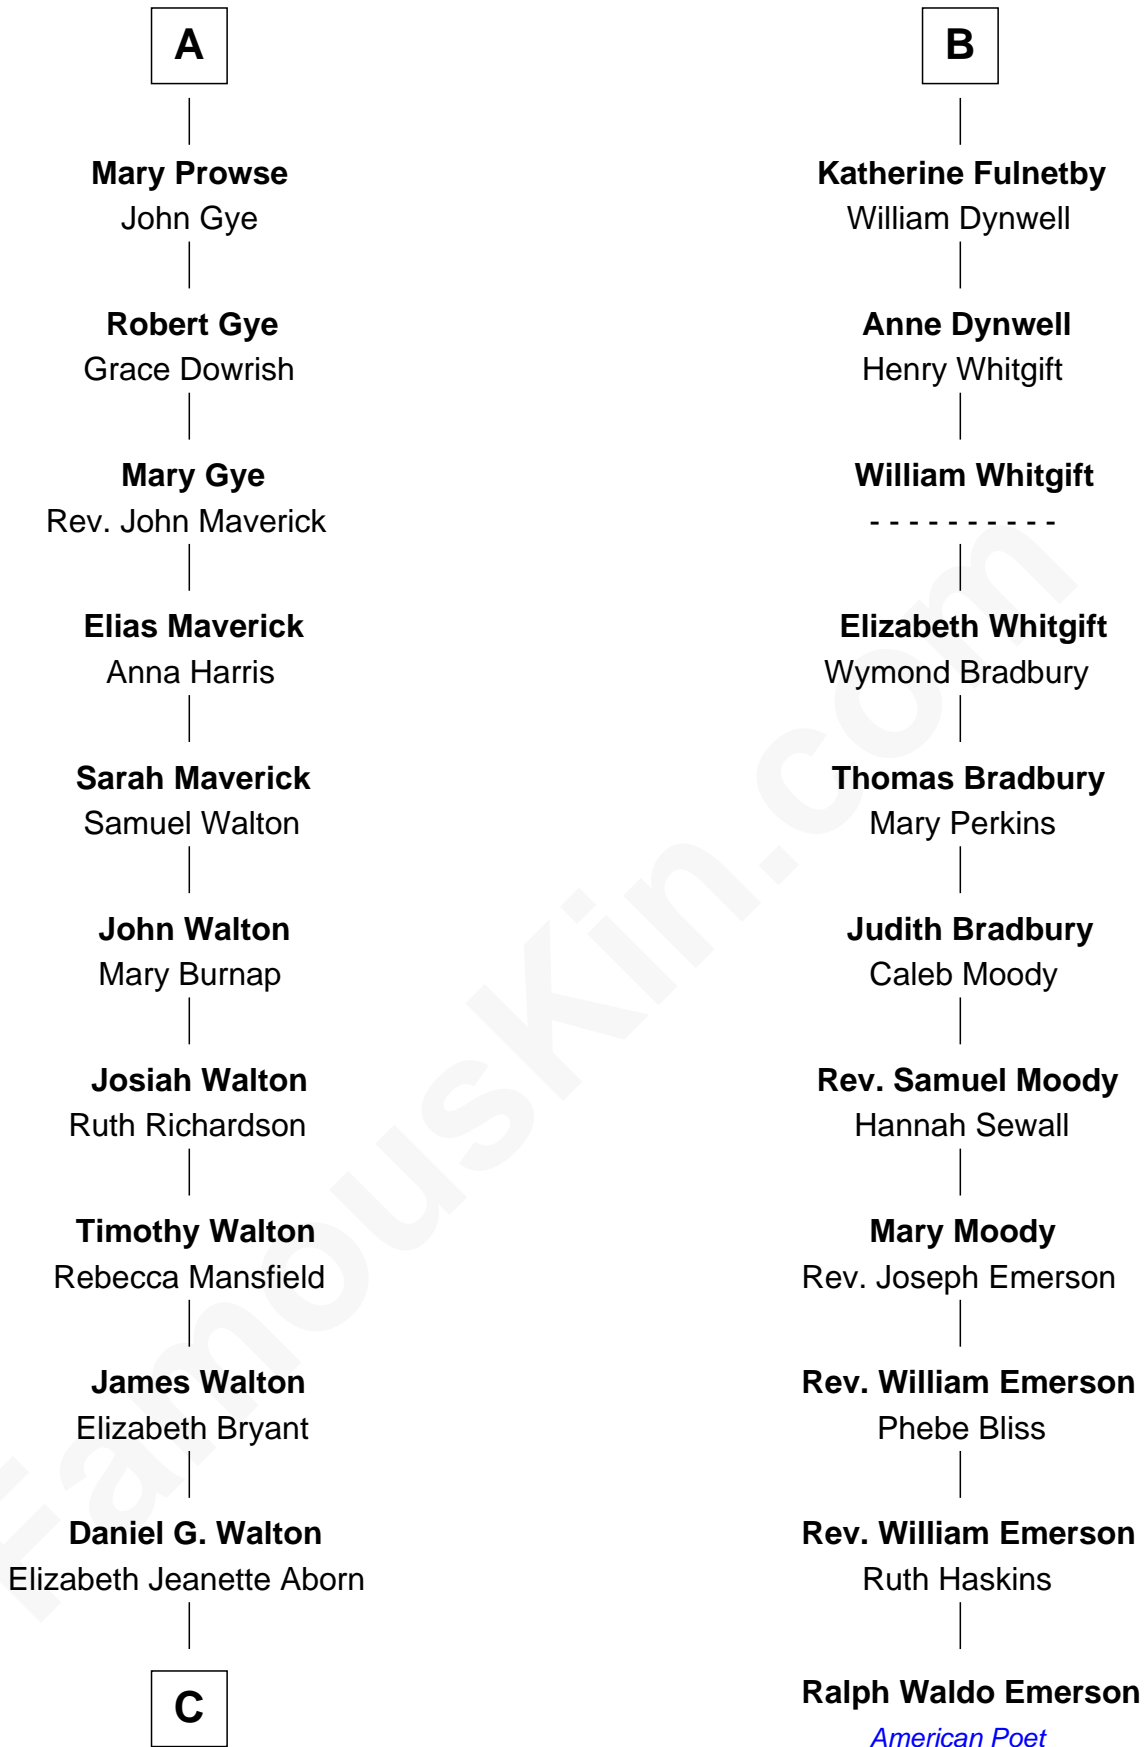 A
Mary Prowse
John Gye
Robert Gye
Grace Dowrish
Mary Gye
Rev. John Maverick
Elias Maverick
Anna Harris
Sarah Maverick
Samuel Walton
John Walton
Mary Burnap
Josiah Walton
Ruth Richardson
Timothy Walton
Rebecca Mansfield
James Walton
Elizabeth Bryant
Daniel G. Walton
Elizabeth Jeanette Aborn
C
B
Katherine Fulnetby
William Dynwell
Anne Dynwell
Henry Whitgift
William Whitgift
- - - - - - - - - -
Elizabeth Whitgift
Wymond Bradbury
Thomas Bradbury
Mary Perkins
Judith Bradbury
Caleb Moody
Rev. Samuel Moody
Hannah Sewall
Mary Moody
Rev. Joseph Emerson
Rev. William Emerson
Phebe Bliss
Rev. William Emerson
Ruth Haskins
Ralph Waldo Emerson
American Poet
FamousKin.com